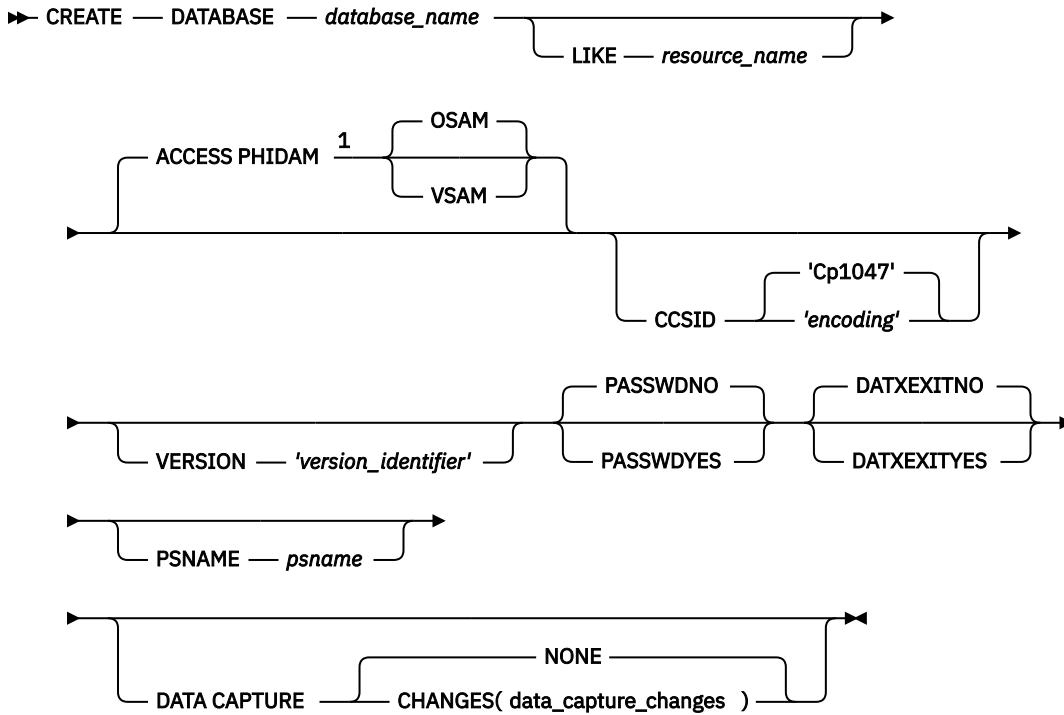 CREATE DATABASE database_name
LIKE resource_name
OSAM
ACCESS PHIDAM 1
VSAM
'Cp1047'
CCSID 'encoding'
PASSWDNO DATXEXITNO
VERSION 'version_identifier' PASSWDYES DATXEXITYES
PSNAME psname
NONE
DATA CAPTURE CHANGES( data_capture_changes )